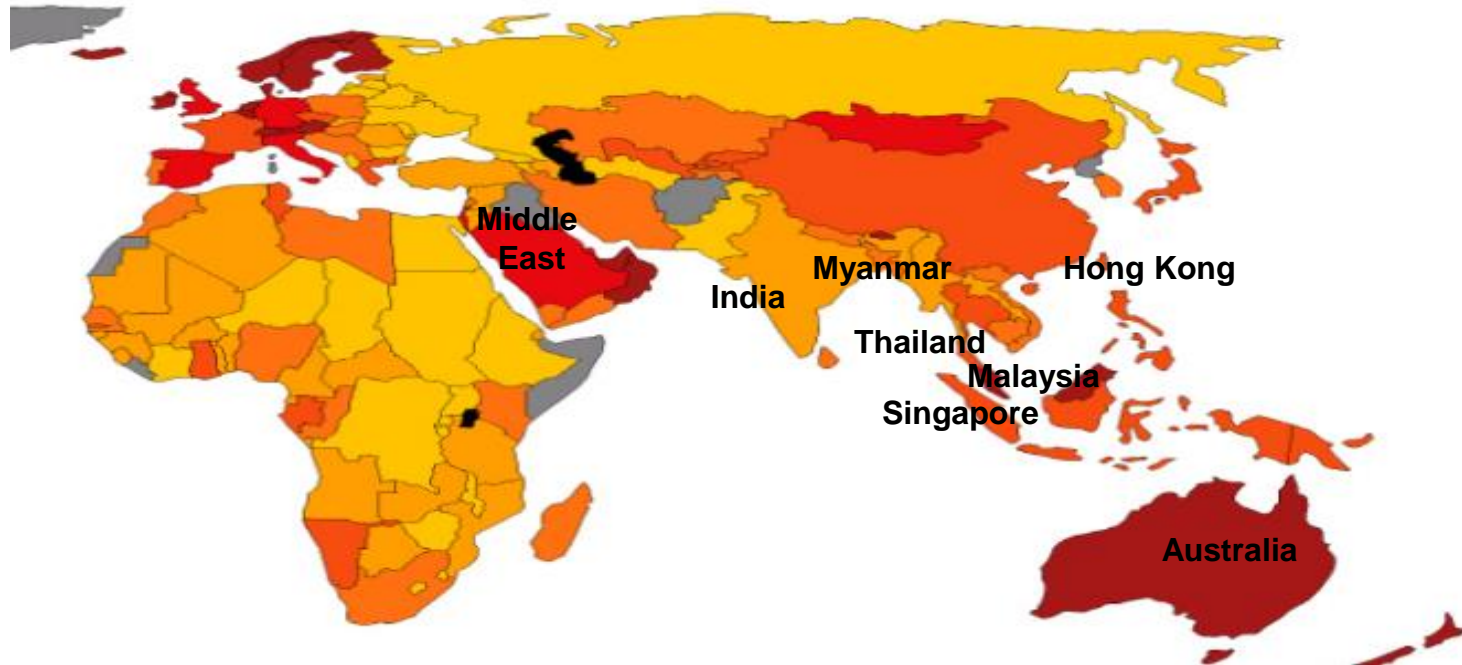 Middle
East
Myanmar
Hong Kong
India
Thailand
Malaysia
Singapore
Australia